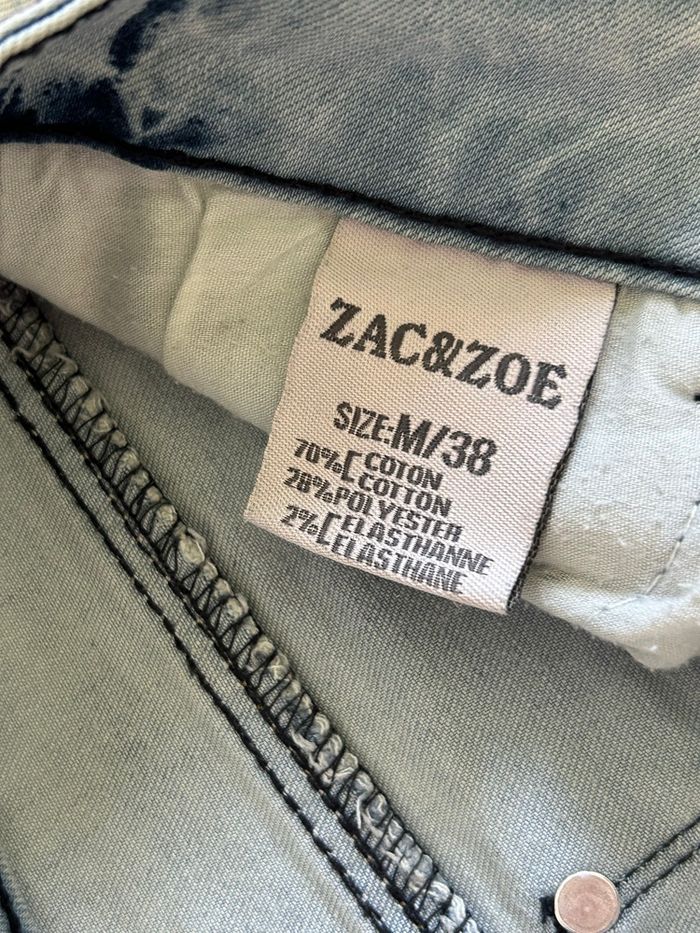 ZAC&ZOE
SIZE:M/38
70%[COTON
COTTON
28%POLYESTER
2%[ELASTHANNE
ELASTHANE